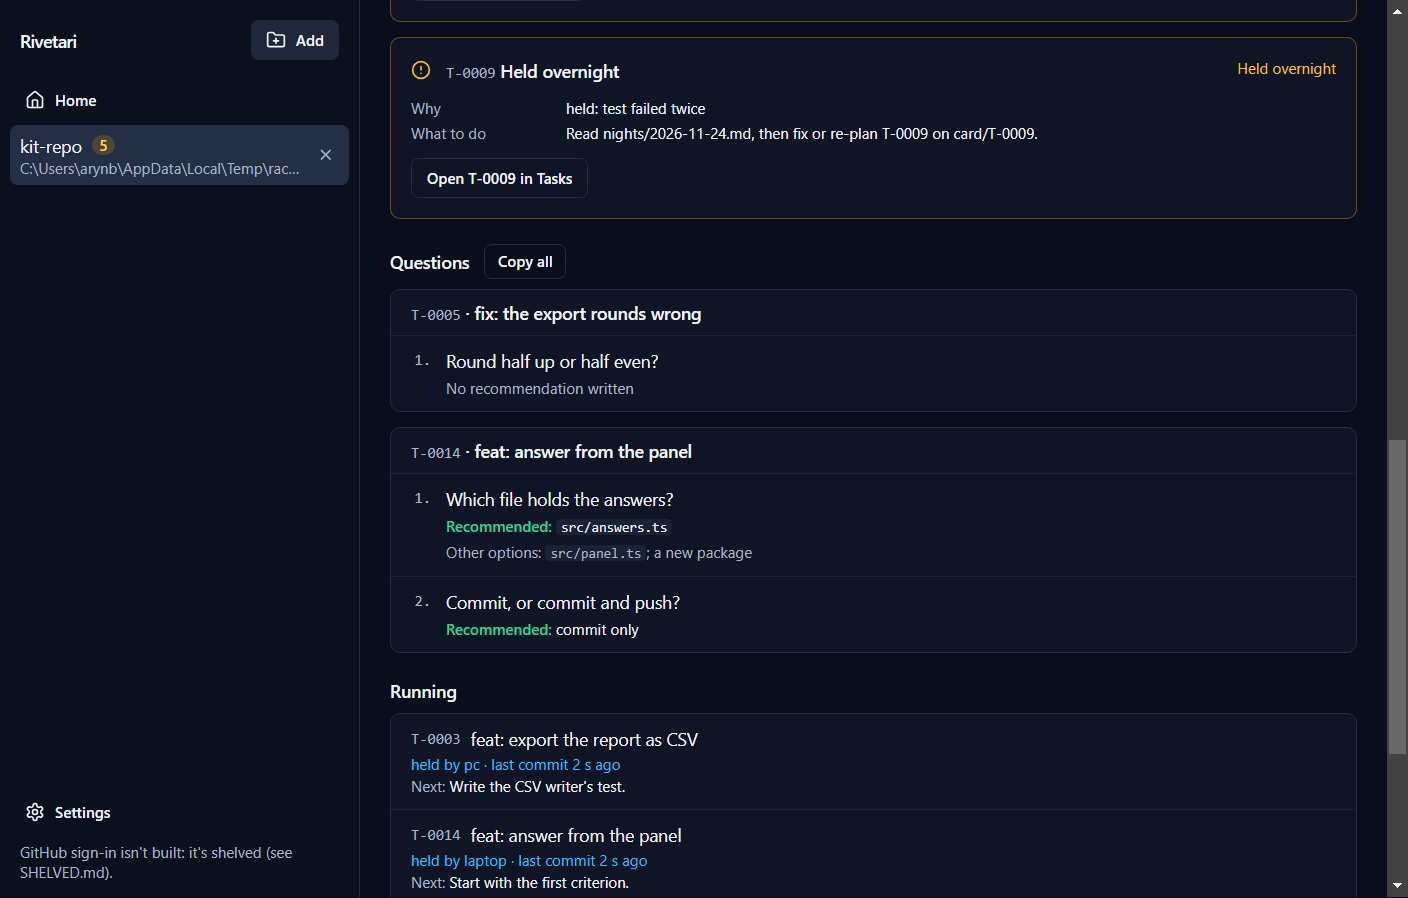 Rivetari
Add
Home
kit-repo 5
C:\Users\arynb\AppData\Local\Temp\rac...
T-0009 Held overnight
Held overnight
Why held: test failed twice
What to do Read nights/2026-11-24.md, then fix or re-plan T-0009 on card/T-0009.
Open T-0009 in Tasks
Questions
Copy all
T-0005 · fix: the export rounds wrong
1. Round half up or half even?
No recommendation written
T-0014 · feat: answer from the panel
1. Which file holds the answers?
Recommended: src/answers.ts
Other options: src/panel.ts; a new package
2. Commit, or commit and push?
Recommended: commit only
Running
T-0003 feat: export the report as CSV
held by pc · last commit 2 s ago
Next: Write the CSV writer's test.
T-0014 feat: answer from the panel
held by laptop · last commit 2 s ago
Next: Start with the first criterion.
Settings
GitHub sign-in isn't built: it's shelved (see
SHELVED.md).